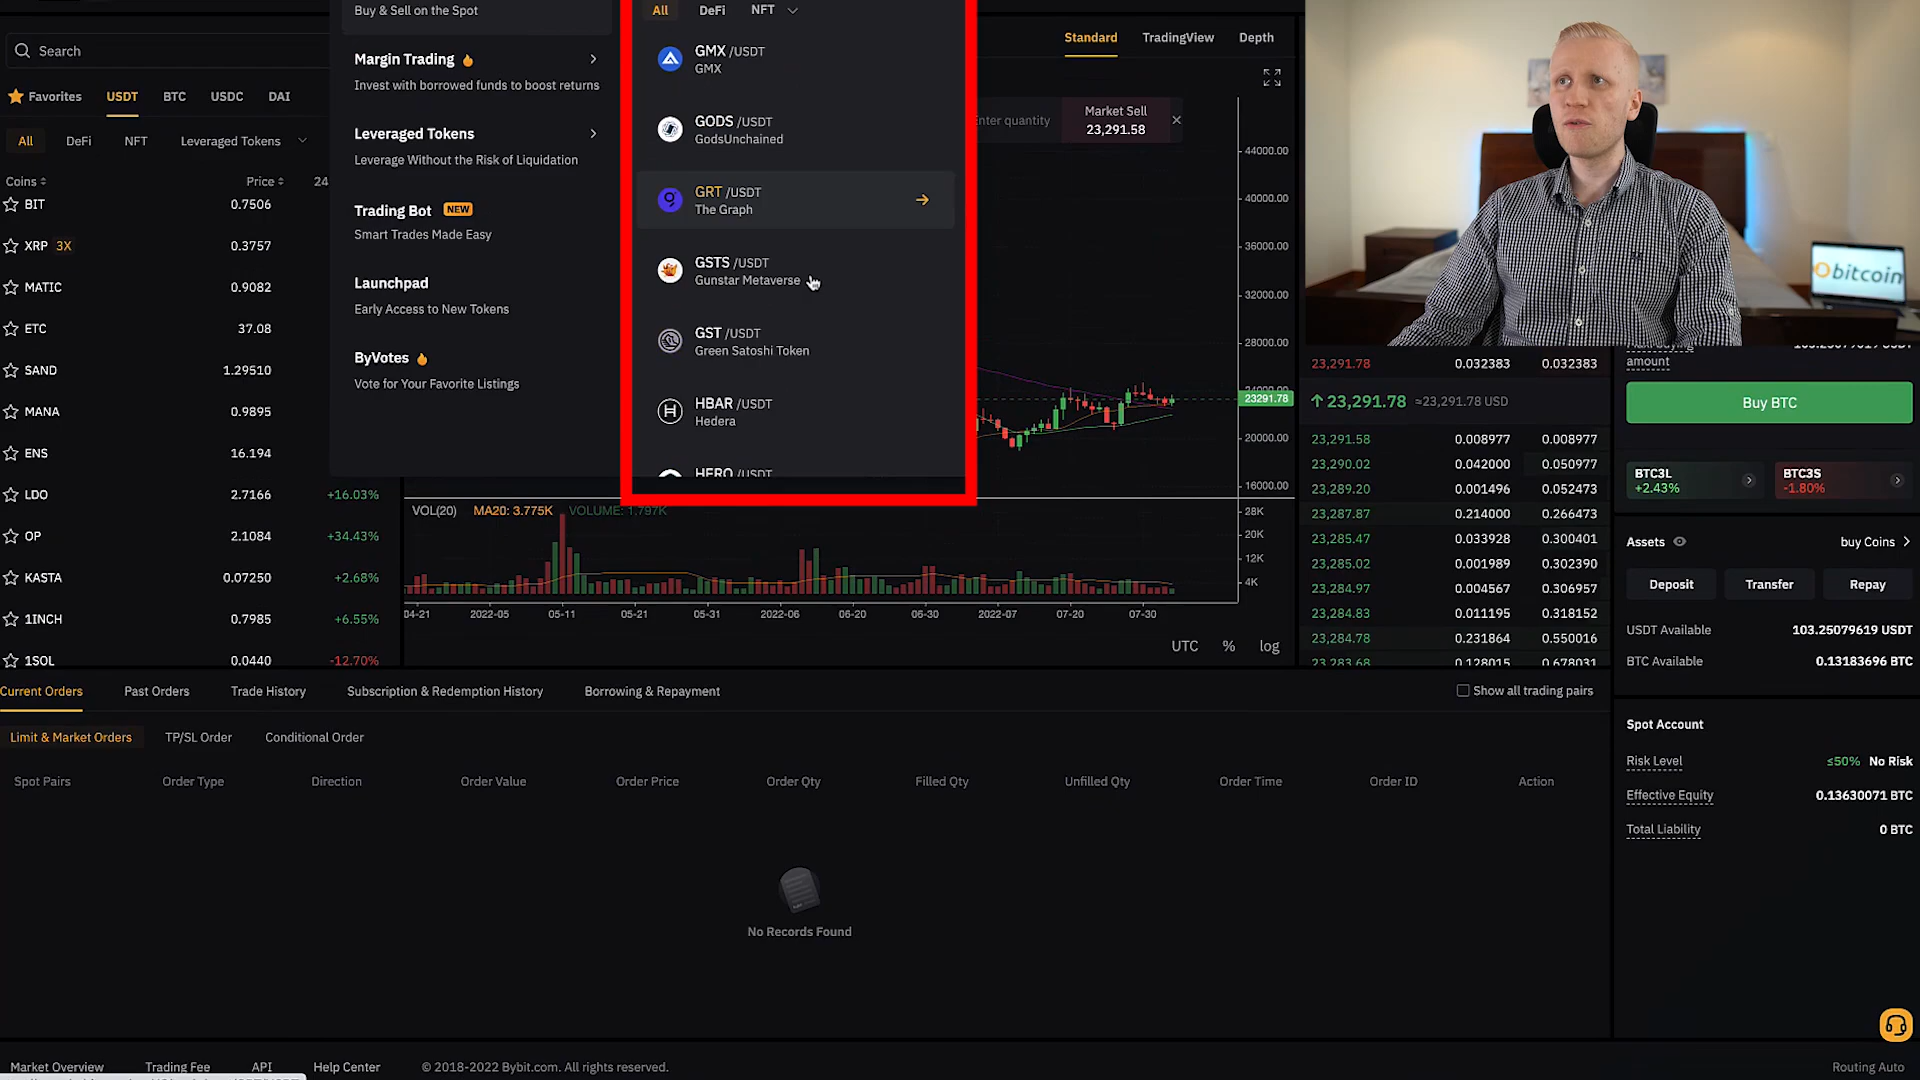 Buy & Sell on the Spot
Margin Trading
Invest with borrowed funds to boost returns
Leveraged Tokens
Leverage Without the Risk of Liquidation
Trading Bot NEW
Smart Trades Made Easy
Launchpad
Early Access to New Tokens
ByVotes
Vote for Your Favorite Listings
All DeFi NFT
GMX /USDT
GMX
GODS /USDT
GodsUnchained
GRT /USDT
The Graph
GSTS /USDT
Gunstar Metaverse
GST /USDT
Green Satoshi Token
HBAR /USDT
Hedera
HERO /USDT
Search
Favorites USDT BTC USDC DAI
All DeFi NFT Leveraged Tokens
Coins Price 24
BIT 0.7506
XRP 3X 0.3757
MATIC 0.9082
ETC 37.08
SAND 1.29510
MANA 0.9895
ENS 16.194
LDO 2.7166 +16.03%
OP 2.1084 +34.43%
KASTA 0.07250 +2.68%
1INCH 0.7985 +6.55%
1SOL 0.0440 -12.70%
Standard TradingView Depth
Enter quantity
Market Sell
23,291.58
44000.00
40000.00
36000.00
32000.00
28000.00
24000.00
23291.78
20000.00
16000.00
VOL(20) MA20: 3.775K VOLUME: 1.797K
28K
20K
12K
4K
04-21 2022-05 05-11 05-21 05-31 2022-06 06-20 06-30 2022-07 07-20 07-30
UTC % log
bitcoin
23,291.78 0.032383 0.032383
23,291.78 ≈23,291.78 USD
23,291.58 0.008977 0.008977
23,290.02 0.042000 0.050977
23,289.20 0.001496 0.052473
23,287.87 0.214000 0.266473
23,285.47 0.033928 0.300401
23,285.02 0.001989 0.302390
23,284.97 0.004567 0.306957
23,284.83 0.011195 0.318152
23,284.78 0.231864 0.550016
23,283.68 0.128015 0.678031
amount
Buy BTC
BTC3L
+2.43%
BTC3S
-1.80%
Assets buy Coins
Deposit Transfer Repay
USDT Available 103.25079619 USDT
BTC Available 0.13183696 BTC
Spot Account
Risk Level ≤50% No Risk
Effective Equity 0.13630071 BTC
Total Liability 0 BTC
Current Orders Past Orders Trade History Subscription & Redemption History Borrowing & Repayment Show all trading pairs
Limit & Market Orders TP/SL Order Conditional Order
Spot Pairs Order Type Direction Order Value Order Price Order Qty Filled Qty Unfilled Qty Order Time Order ID Action
No Records Found
Market Overview Trading Fee API Help Center © 2018-2022 Bybit.com. All rights reserved. Routing Auto